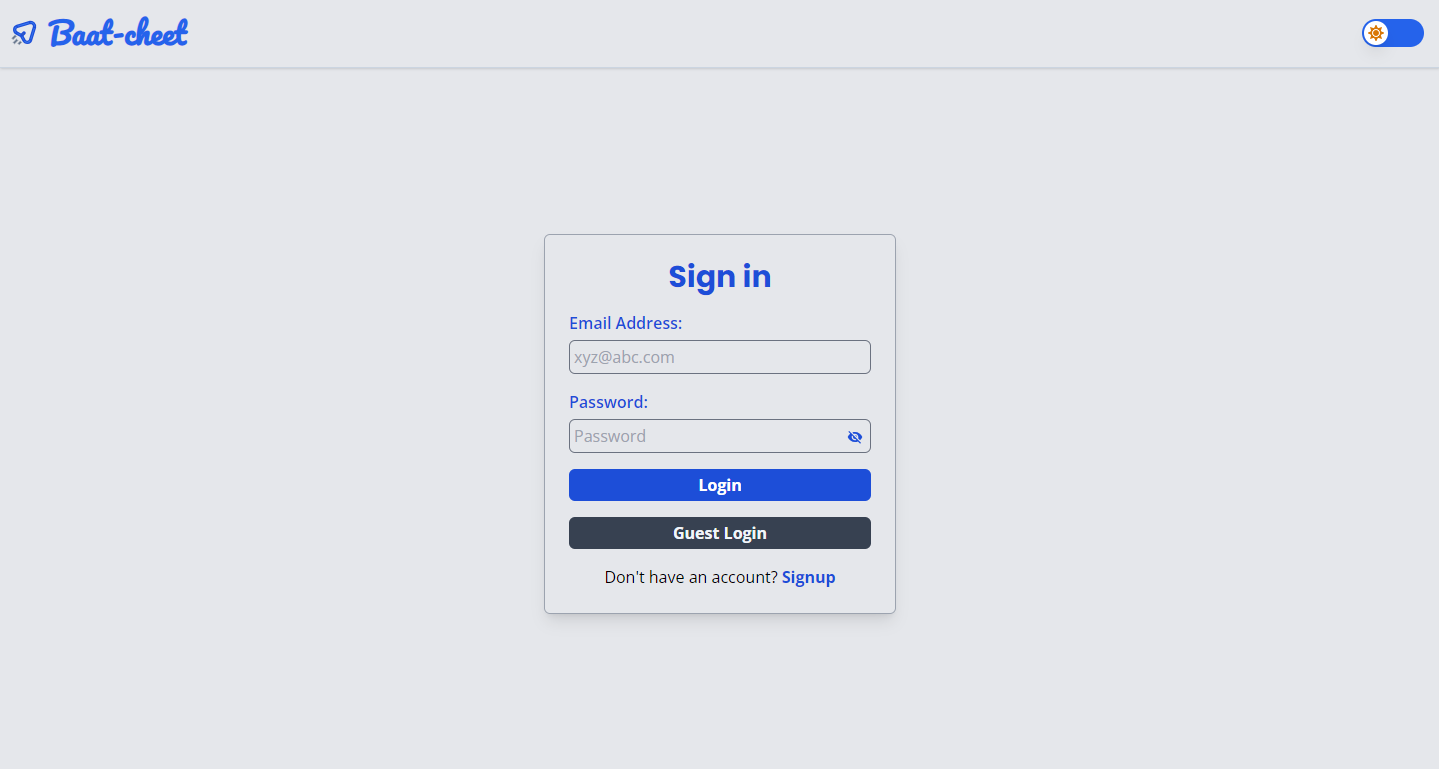 Baat-cheet
Sign in
Email Address:
xyz@abc.com
Password:
Password
Login
Guest Login
Don't have an account? Signup